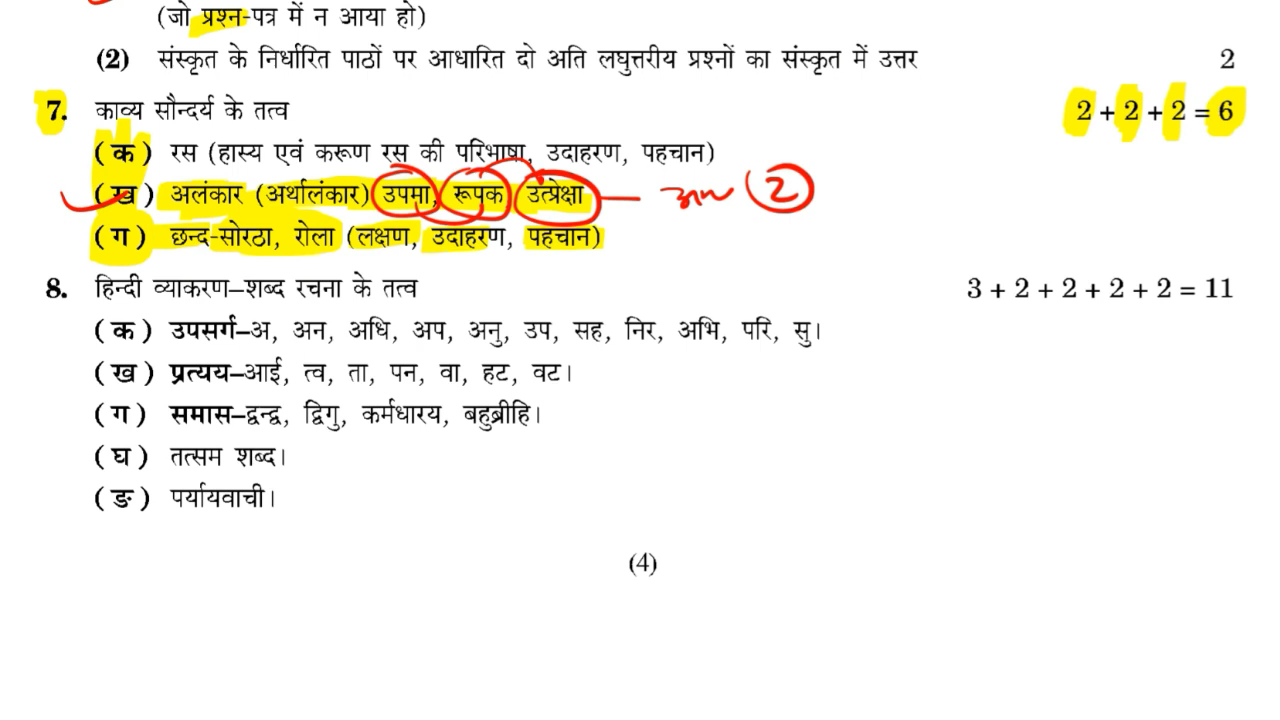 (जो प्रश्न-पत्र में न आया हो)
(2) संस्कृत के निर्धारित पाठों पर आधारित दो अति लघुत्तरीय प्रश्नों का संस्कृत में उत्तर 2
7. काव्य सौन्दर्य के तत्व 2 + 2 + 2 = 6
(क) रस (हास्य एवं करूण रस की परिभाषा, उदाहरण, पहचान)
(ख) अलंकार (अर्थालंकार) उपमा, रूपक, उत्प्रेक्षा 2
(ग) छन्द-सोरठा, रोला (लक्षण, उदाहरण, पहचान)
8. हिन्दी व्याकरण–शब्द रचना के तत्व 3 + 2 + 2 + 2 + 2 = 11
(क) उपसर्ग–अ, अन, अधि, अप, अनु, उप, सह, निर, अभि, परि, सु।
(ख) प्रत्यय–आई, त्व, ता, पन, वा, हट, वट।
(ग) समास–द्वन्द्व, द्विगु, कर्मधारय, बहुब्रीहि।
(घ) तत्सम शब्द।
(ङ) पर्यायवाची।
(4)